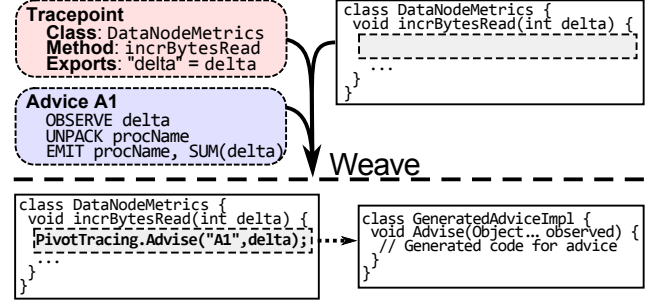 Tracepoint
Class: DataNodeMetrics
Method: incrBytesRead
Exports: "delta" = delta
Advice A1
OBSERVE delta
UNPACK procName
EMIT procName, SUM(delta)
class DataNodeMetrics {
void incrBytesRead(int delta) {
...
}
}
Weave
class DataNodeMetrics {
void incrBytesRead(int delta) {
PivotTracing.Advise("A1",delta);
...
}
}
class GeneratedAdviceImpl {
void Advise(Object... observed) {
// Generated code for advice
}
}